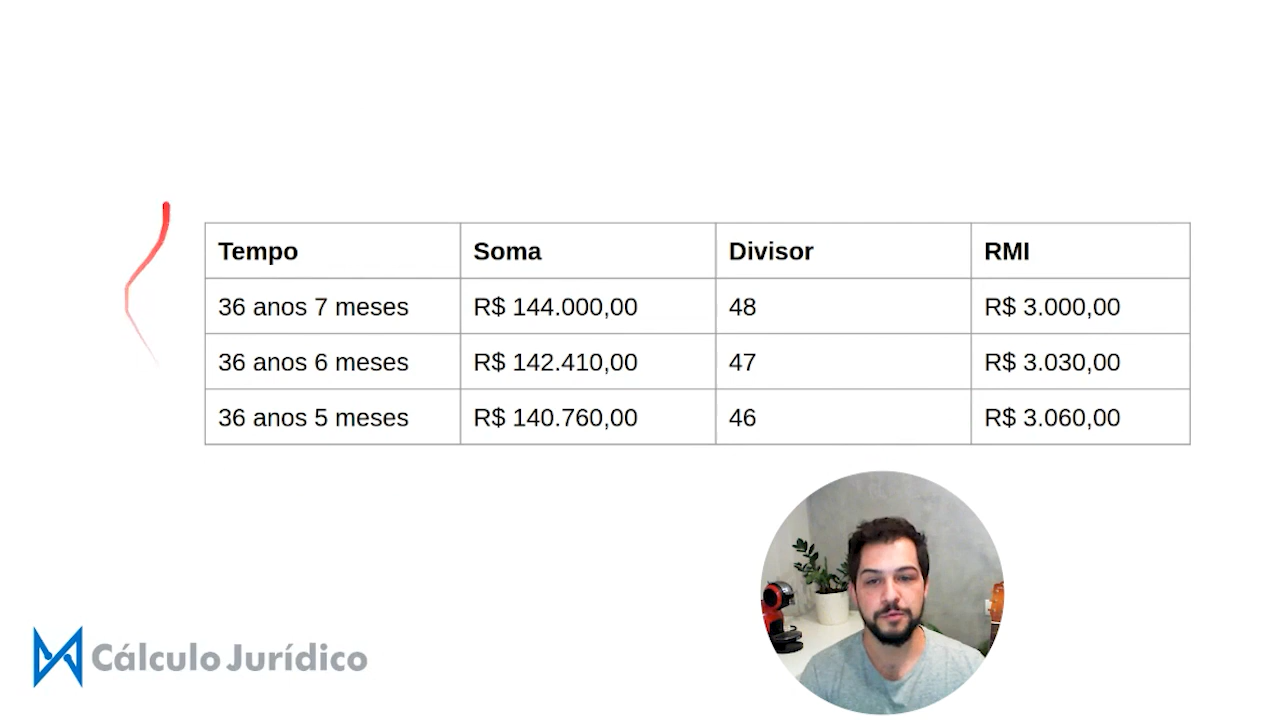 Tempo Soma Divisor RMI
36 anos 7 meses R$ 144.000,00 48 R$ 3.000,00
36 anos 6 meses R$ 142.410,00 47 R$ 3.030,00
36 anos 5 meses R$ 140.760,00 46 R$ 3.060,00
Cálculo Jurídico